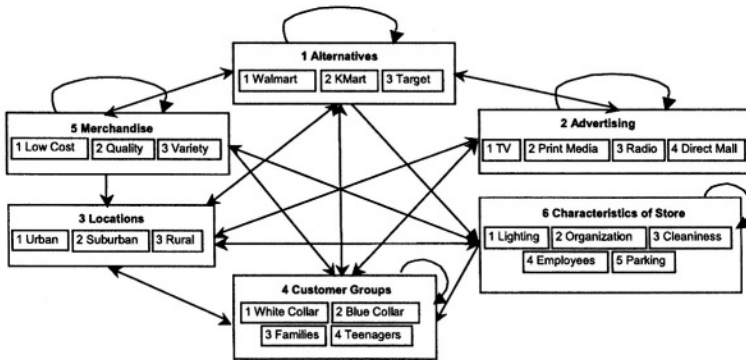 1 Alternatives
1 Walmart 2 KMart 3 Target
5 Merchandise
1 Low Cost 2 Quality 3 Variety
2 Advertising
1 TV 2 Print Media 3 Radio 4 Direct Mail
3 Locations
1 Urban 2 Suburban 3 Rural
6 Characteristics of Store
1 Lighting 2 Organization 3 Cleaniness
4 Employees 5 Parking
4 Customer Groups
1 White Collar 2 Blue Collar
3 Families 4 Teenagers